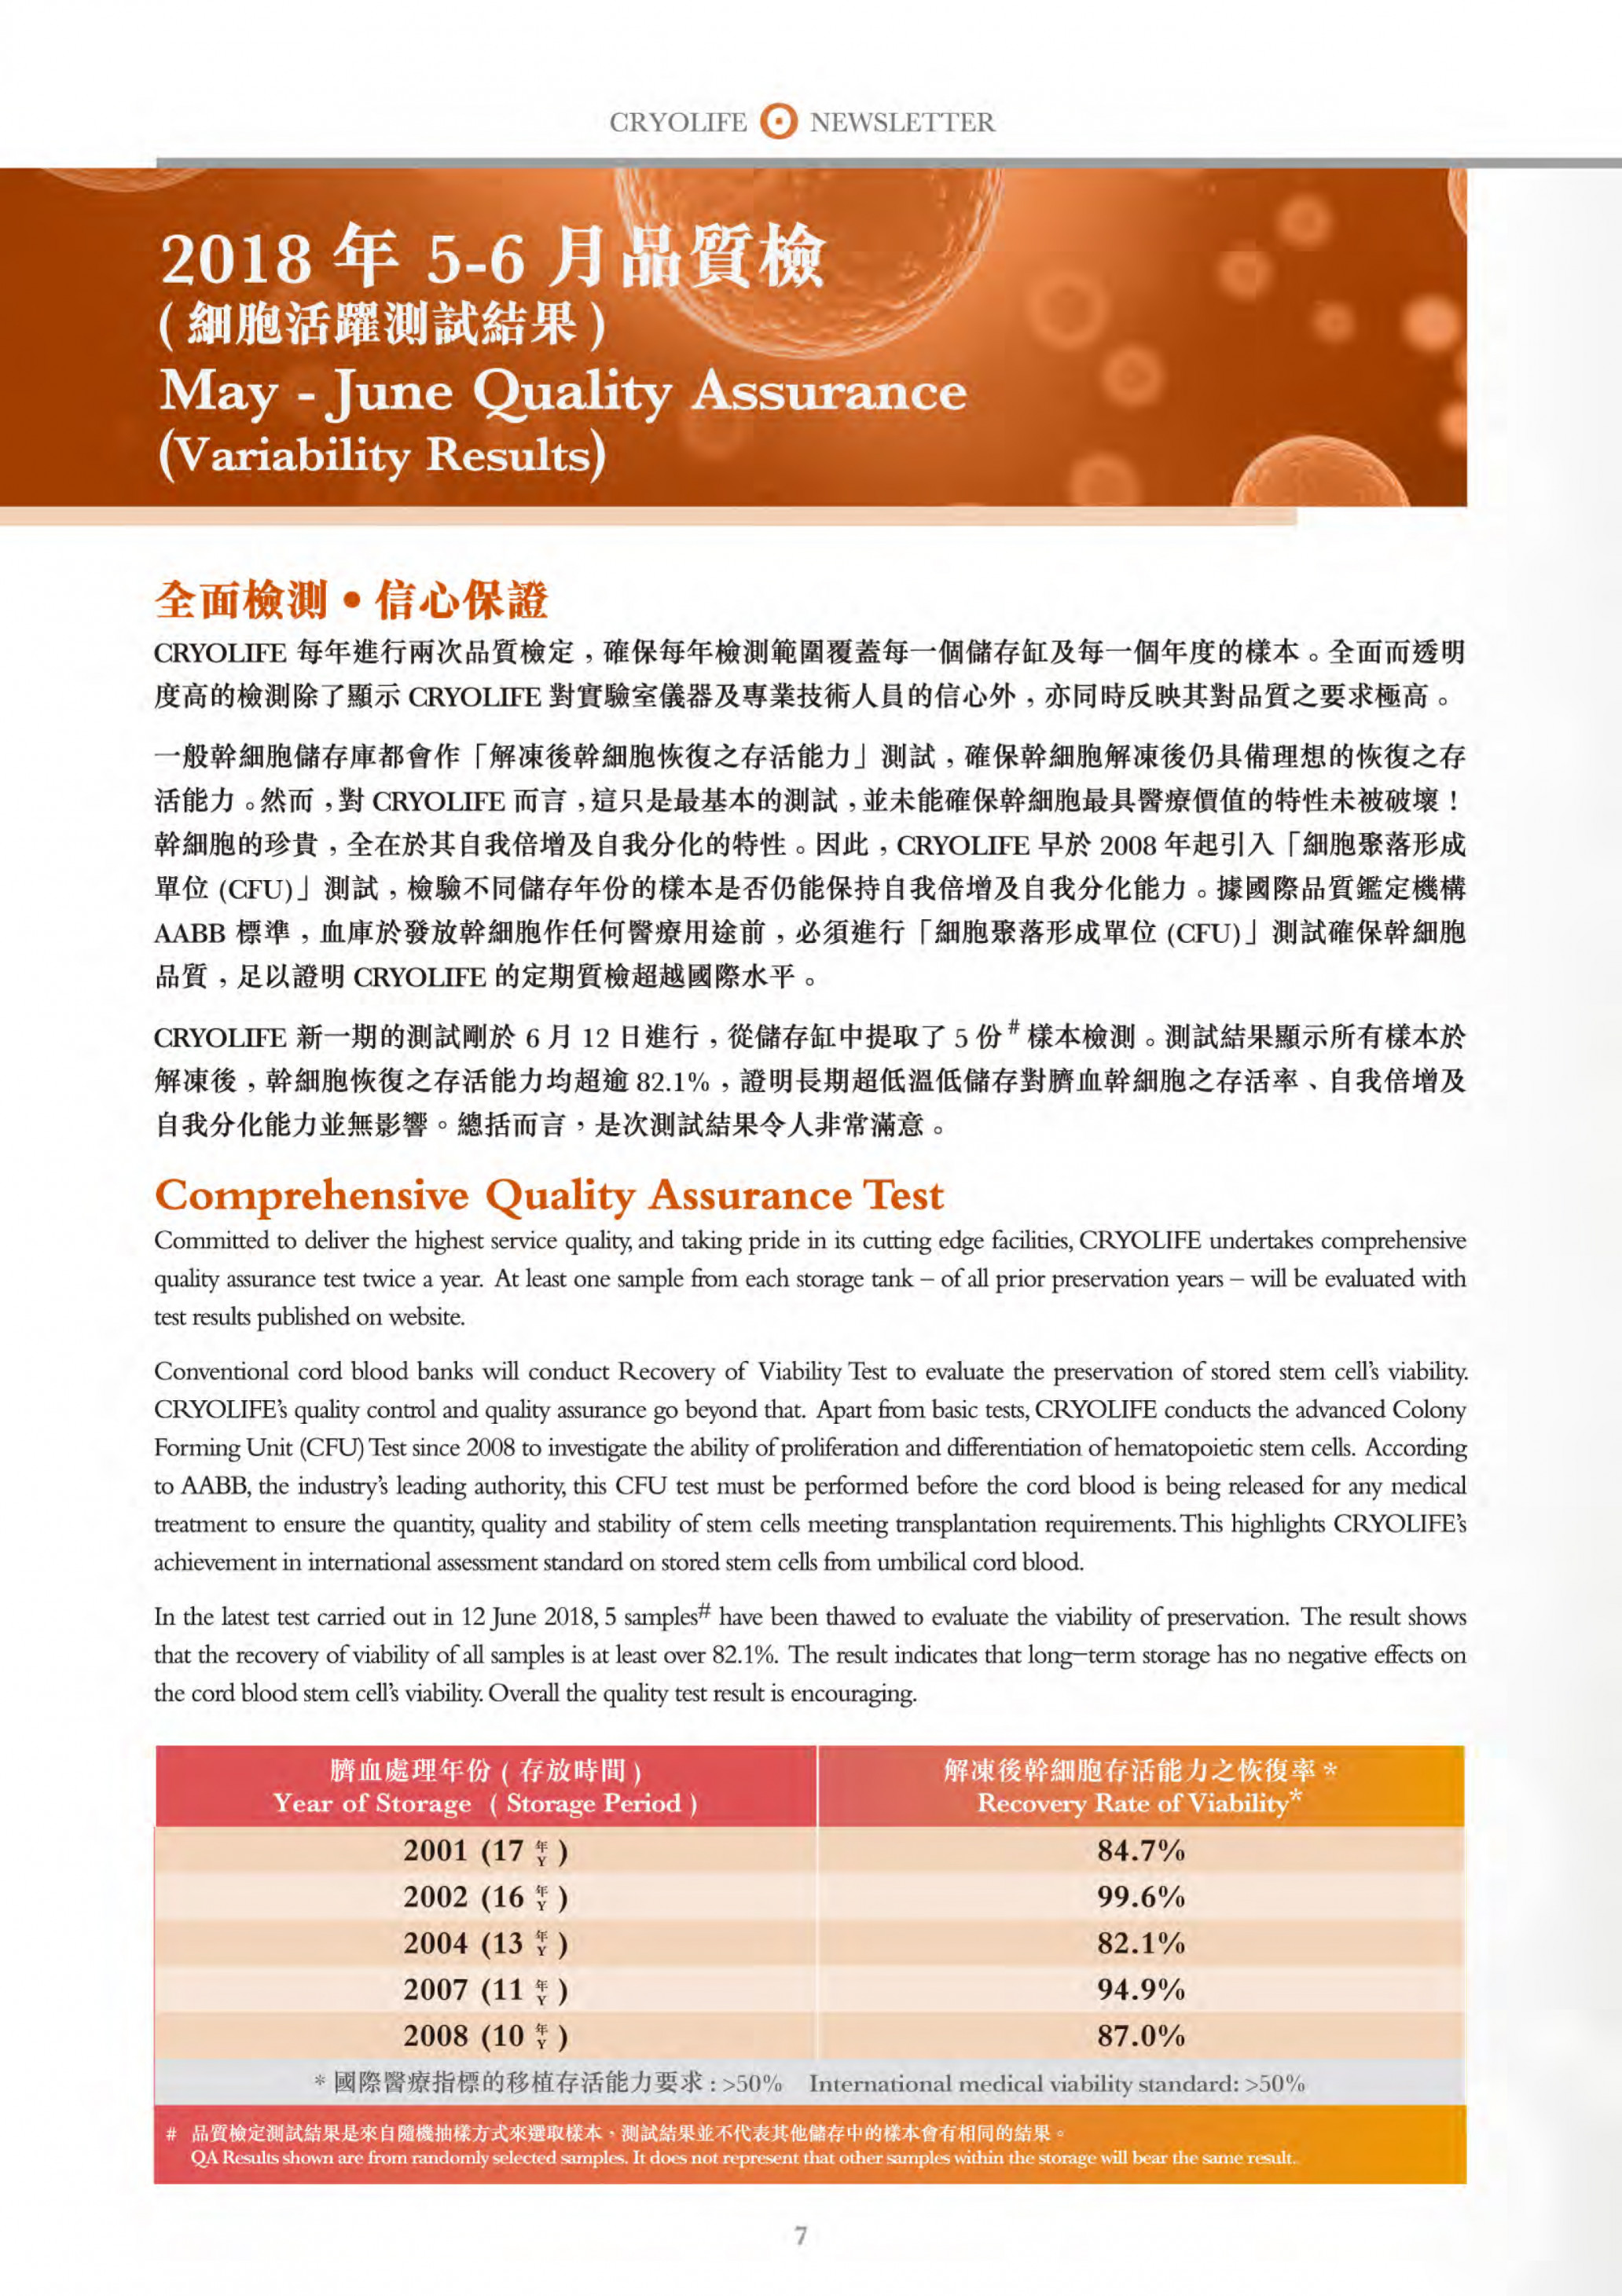 CRYOLIFE NEWSLETTER
2018 年 5-6 月品質檢
( 細胞活躍測試結果 )
May - June Quality Assurance
(Variability Results)
全面檢測 • 信心保證
CRYOLIFE 每年進行兩次品質檢定，確保每年檢測範圍覆蓋每一個儲存缸及每一個年度的樣本。全面而透明
度高的檢測除了顯示 CRYOLIFE 對實驗室儀器及專業技術人員的信心外，亦同時反映其對品質之要求極高。
一般幹細胞儲存庫都會作「解凍後幹細胞恢復之存活能力」測試，確保幹細胞解凍後仍具備理想的恢復之存
活能力。然而，對 CRYOLIFE 而言，這只是最基本的測試，並未能確保幹細胞最具醫療價值的特性未被破壞！
幹細胞的珍貴，全在於其自我倍增及自我分化的特性。因此，CRYOLIFE 早於 2008 年起引入「細胞聚落形成
單位 (CFU)」測試，檢驗不同儲存年份的樣本是否仍能保持自我倍增及自我分化能力。據國際品質鑑定機構
AABB 標準，血庫於發放幹細胞作任何醫療用途前，必須進行「細胞聚落形成單位 (CFU)」測試確保幹細胞
品質，足以證明 CRYOLIFE 的定期質檢超越國際水平。
CRYOLIFE 新一期的測試剛於 6 月 12 日進行，從儲存缸中提取了 5 份# 樣本檢測。測試結果顯示所有樣本於
解凍後，幹細胞恢復之存活能力均超逾 82.1%，證明長期超低溫低儲存對臍血幹細胞之存活率、自我倍增及
自我分化能力並無影響。總括而言，是次測試結果令人非常滿意。
Comprehensive Quality Assurance Test
Committed to deliver the highest service quality, and taking pride in its cutting edge facilities, CRYOLIFE undertakes comprehensive
quality assurance test twice a year. At least one sample from each storage tank – of all prior preservation years – will be evaluated with
test results published on website.
Conventional cord blood banks will conduct Recovery of Viability Test to evaluate the preservation of stored stem cell's viability.
CRYOLIFE's quality control and quality assurance go beyond that. Apart from basic tests, CRYOLIFE conducts the advanced Colony
Forming Unit (CFU) Test since 2008 to investigate the ability of proliferation and differentiation of hematopoietic stem cells. According
to AABB, the industry's leading authority, this CFU test must be performed before the cord blood is being released for any medical
treatment to ensure the quantity, quality and stability of stem cells meeting transplantation requirements. This highlights CRYOLIFE's
achievement in international assessment standard on stored stem cells from umbilical cord blood.
In the latest test carried out in 12 June 2018, 5 samples# have been thawed to evaluate the viability of preservation. The result shows
that the recovery of viability of all samples is at least over 82.1%. The result indicates that long–term storage has no negative effects on
the cord blood stem cell's viability. Overall the quality test result is encouraging.
臍血處理年份 ( 存放時間 ) 解凍後幹細胞存活能力之恢復率 *
Year of Storage ( Storage Period ) Recovery Rate of Viability*
2001 (17 年 Y ) 84.7%
2002 (16 年 Y ) 99.6%
2004 (13 年 Y ) 82.1%
2007 (11 年 Y ) 94.9%
2008 (10 年 Y ) 87.0%
* 國際醫療指標的移植存活能力要求 : >50% International medical viability standard: >50%
# 品質檢定測試結果是來自隨機抽樣方式來選取樣本，測試結果並不代表其他儲存中的樣本會有相同的結果。
QA Results shown are from randomly selected samples. It does not represent that other samples within the storage will bear the same result.
7